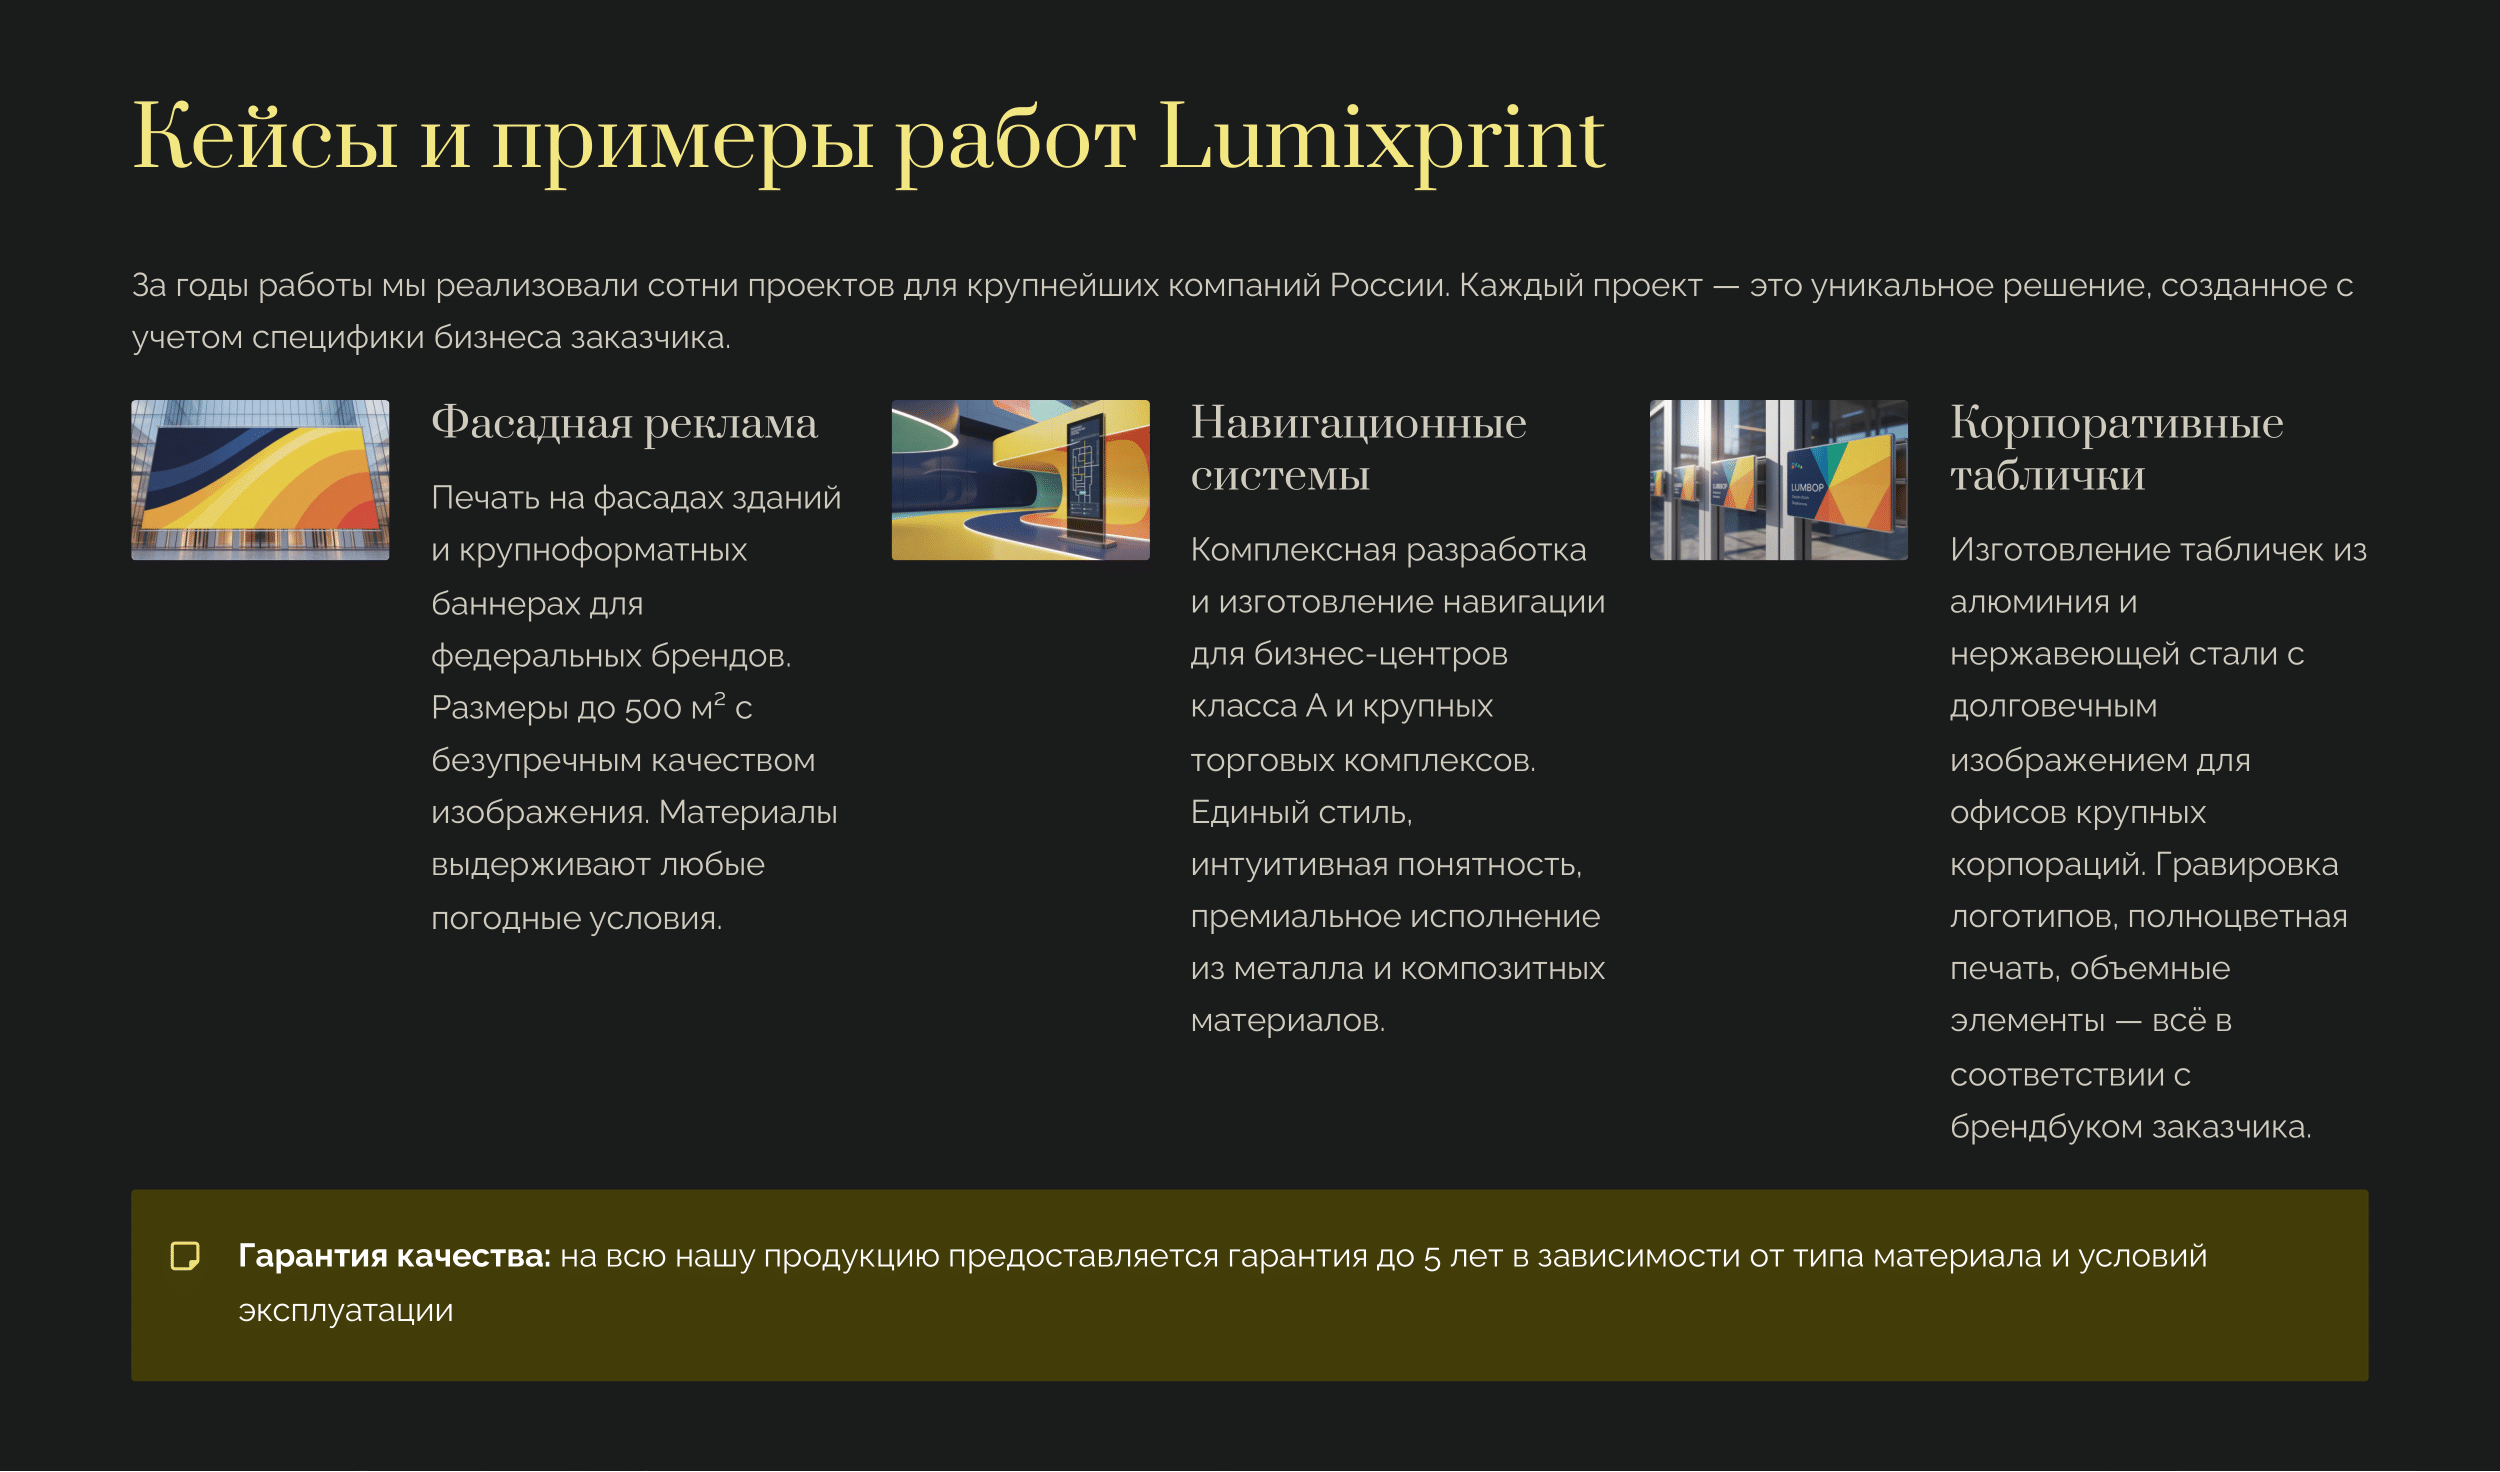 Кейсы и примеры работ Lumixprint
За годы работы мы реализовали сотни проектов для крупнейших компаний России. Каждый проект — это уникальное решение, созданное с
учетом специфики бизнеса заказчика.
Фасадная реклама
Печать на фасадах зданий
и крупноформатных
баннерах для
федеральных брендов.
Размеры до 500 м² с
безупречным качеством
изображения. Материалы
выдерживают любые
погодные условия.
Навигационные
системы
Комплексная разработка
и изготовление навигации
для бизнес-центров
класса А и крупных
торговых комплексов.
Единый стиль,
интуитивная понятность,
премиальное исполнение
из металла и композитных
материалов.
LUMBOP
Корпоративные
таблички
Изготовление табличек из
алюминия и
нержавеющей стали с
долговечным
изображением для
офисов крупных
корпораций. Гравировка
логотипов, полноцветная
печать, объемные
элементы — всё в
соответствии с
брендбуком заказчика.
Гарантия качества: на всю нашу продукцию предоставляется гарантия до 5 лет в зависимости от типа материала и условий
эксплуатации